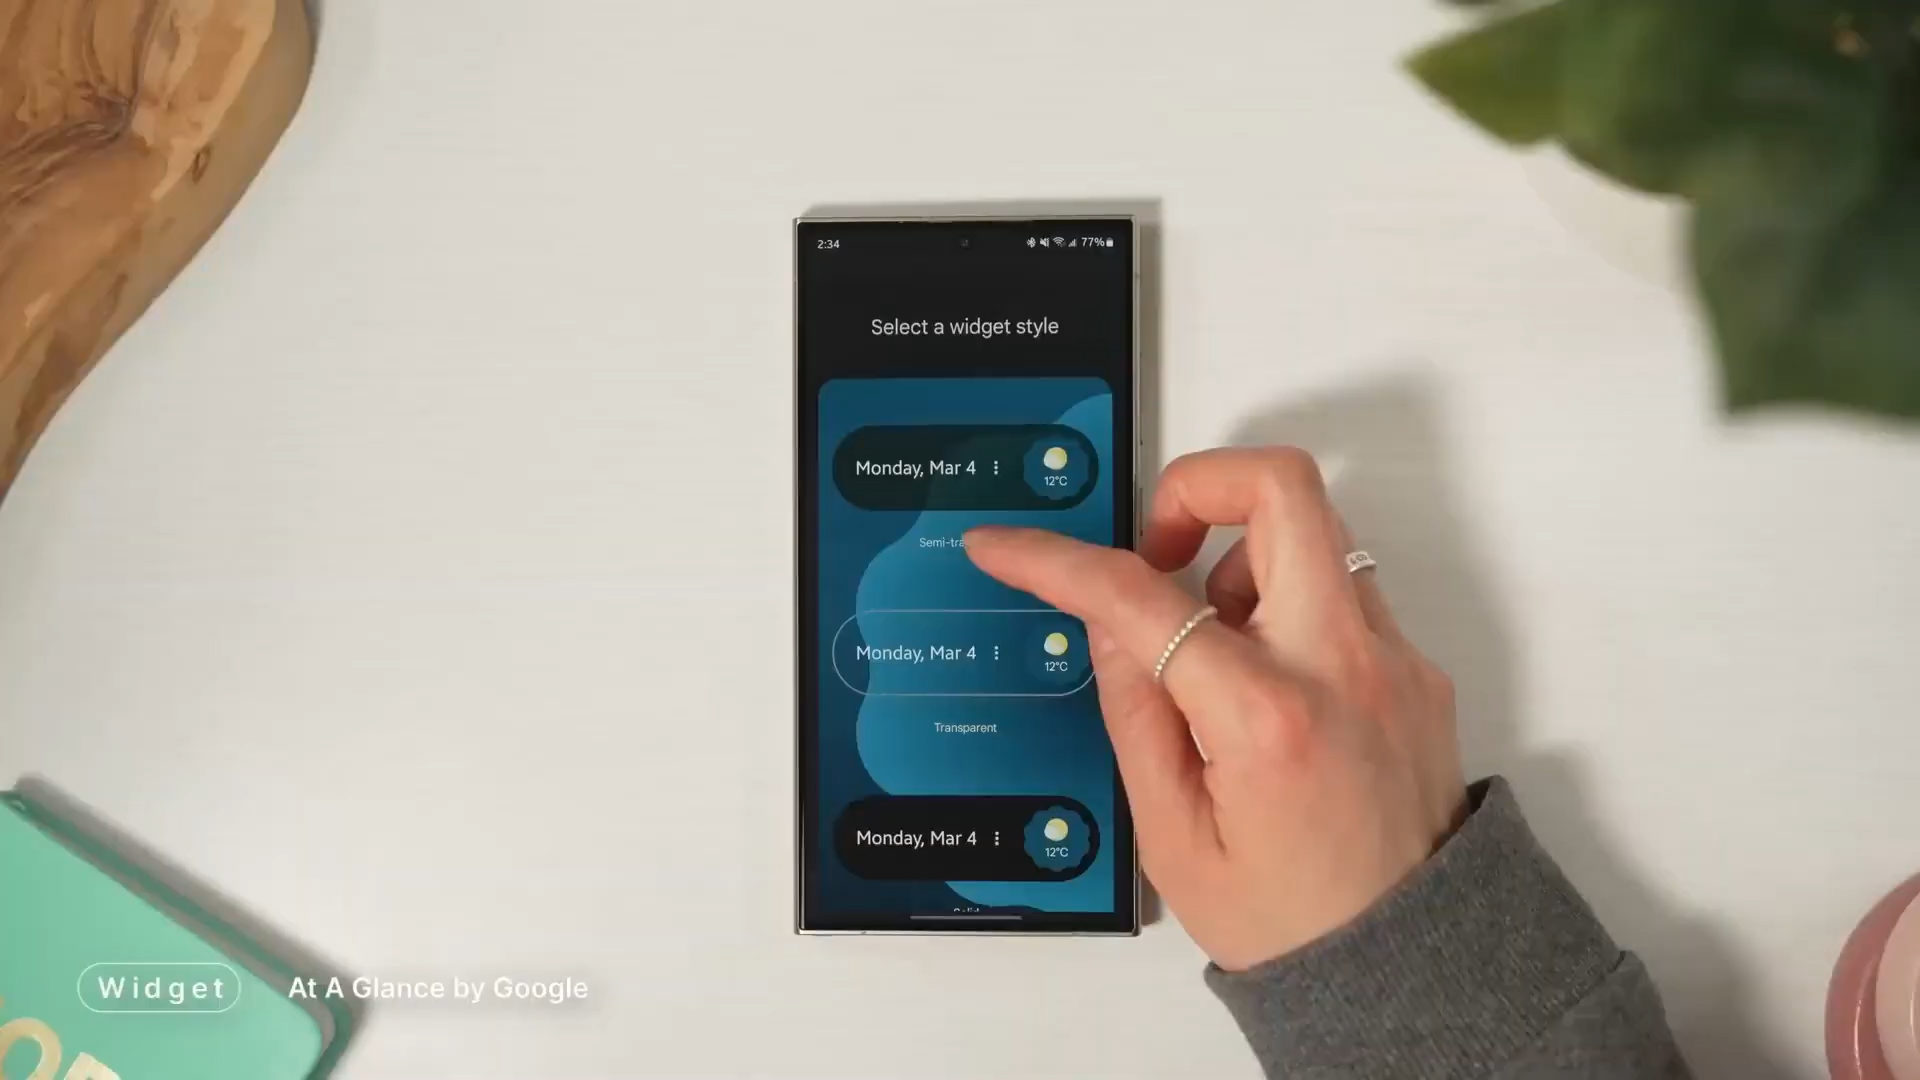 2:34
77%
Select a widget style
Monday, Mar 4
12°C
Monday, Mar 4
12°C
Transparent
Monday, Mar 4
12°C
Widget
At A Glance by Google